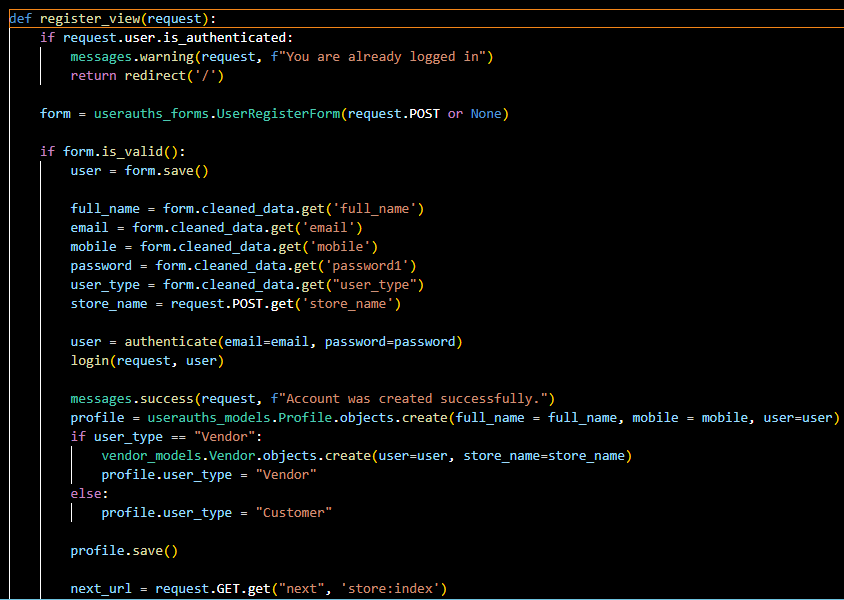 def register_view(request):
    if request.user.is_authenticated:
        messages.warning(request, f"You are already logged in")
        return redirect('/')

    form = userauths_forms.UserRegisterForm(request.POST or None)

    if form.is_valid():
        user = form.save()

        full_name = form.cleaned_data.get('full_name')
        email = form.cleaned_data.get('email')
        mobile = form.cleaned_data.get('mobile')
        password = form.cleaned_data.get('password1')
        user_type = form.cleaned_data.get("user_type")
        store_name = request.POST.get('store_name')

        user = authenticate(email=email, password=password)
        login(request, user)

        messages.success(request, f"Account was created successfully.")
        profile = userauths_models.Profile.objects.create(full_name = full_name, mobile = mobile, user=user)
        if user_type == "Vendor":
            vendor_models.Vendor.objects.create(user=user, store_name=store_name)
            profile.user_type = "Vendor"
        else:
            profile.user_type = "Customer"

        profile.save()

        next_url = request.GET.get("next", 'store:index')